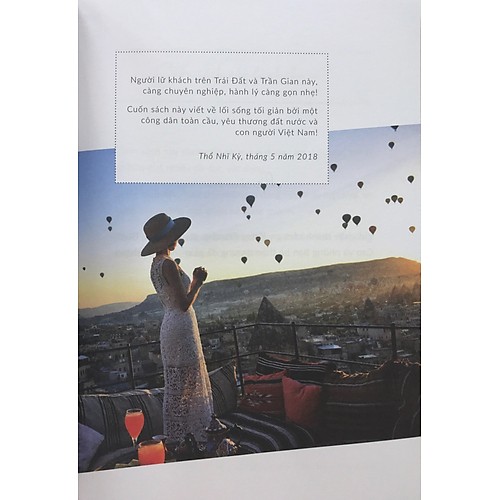 Người lữ khách trên Trái Đất và Trần Gian này,
càng chuyên nghiệp, hành lý càng gọn nhẹ!
Cuốn sách này viết về lối sống tối giản bởi một
công dân toàn cầu, yêu thương đất nước và
con người Việt Nam!
Thổ Nhĩ Kỳ, tháng 5 năm 2018